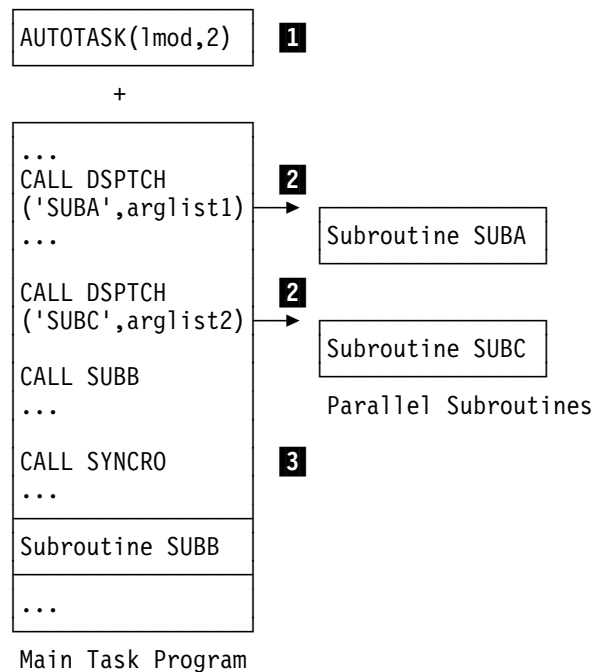 AUTOTASK(lmod,2) 1
+
...
CALL DSPTCH 2
('SUBA',arglist1)
...
Subroutine SUBA
CALL DSPTCH 2
('SUBC',arglist2)
Subroutine SUBC
CALL SUBB
...
Parallel Subroutines
CALL SYNCRO 3
...
Subroutine SUBB
...
Main Task Program